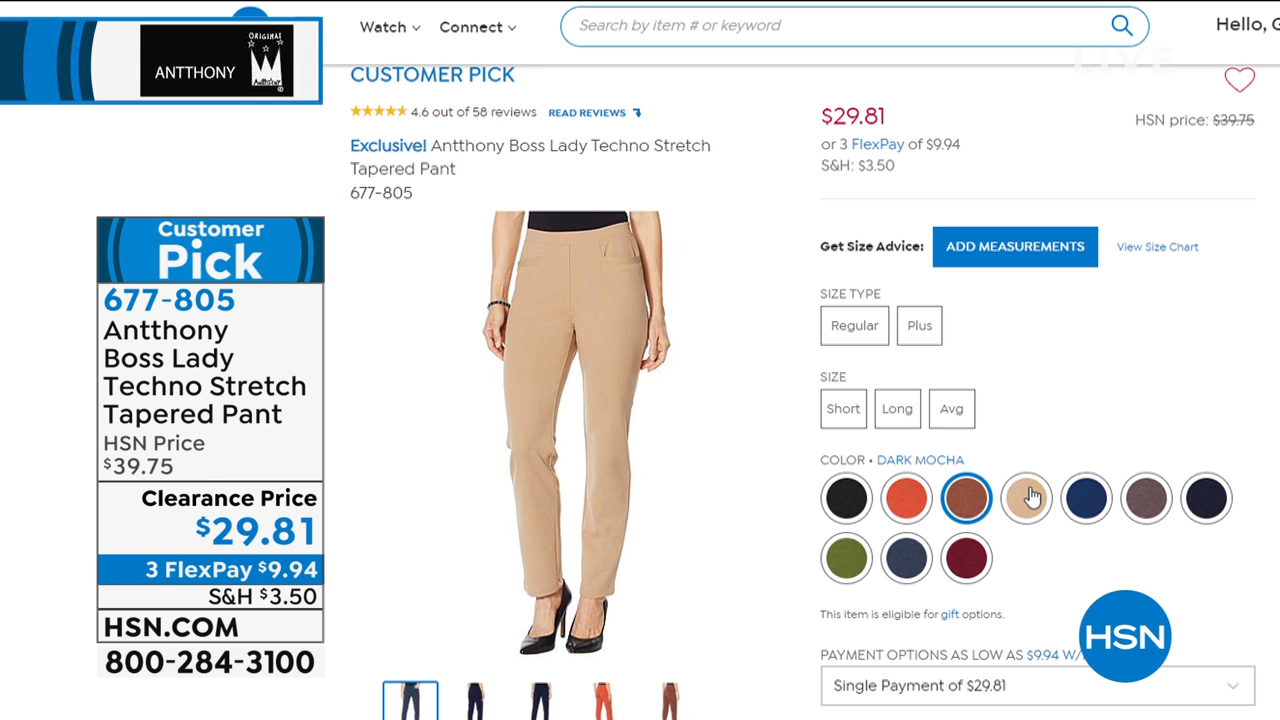 Watch
Connect
Search by item # or keyword
Hello, G
LIVE
ORIGINAL
ANTTHONY
CUSTOMER PICK
4.6 out of 58 reviews READ REVIEWS
Exclusive! Antthony Boss Lady Techno Stretch
Tapered Pant
677-805
$29.81
HSN price: $39.75
or 3 FlexPay of $9.94
S&H: $3.50
Get Size Advice: ADD MEASUREMENTS View Size Chart
SIZE TYPE
Regular Plus
SIZE
Short Long Avg
COLOR • DARK MOCHA
This item is eligible for gift options.
PAYMENT OPTIONS AS LOW AS $9.94 W/
Single Payment of $29.81
HSN
Customer
Pick
677-805
Antthony
Boss Lady
Techno Stretch
Tapered Pant
HSN Price
$39.75
Clearance Price
$29.81
3 FlexPay $9.94
S&H $3.50
HSN.COM
800-284-3100